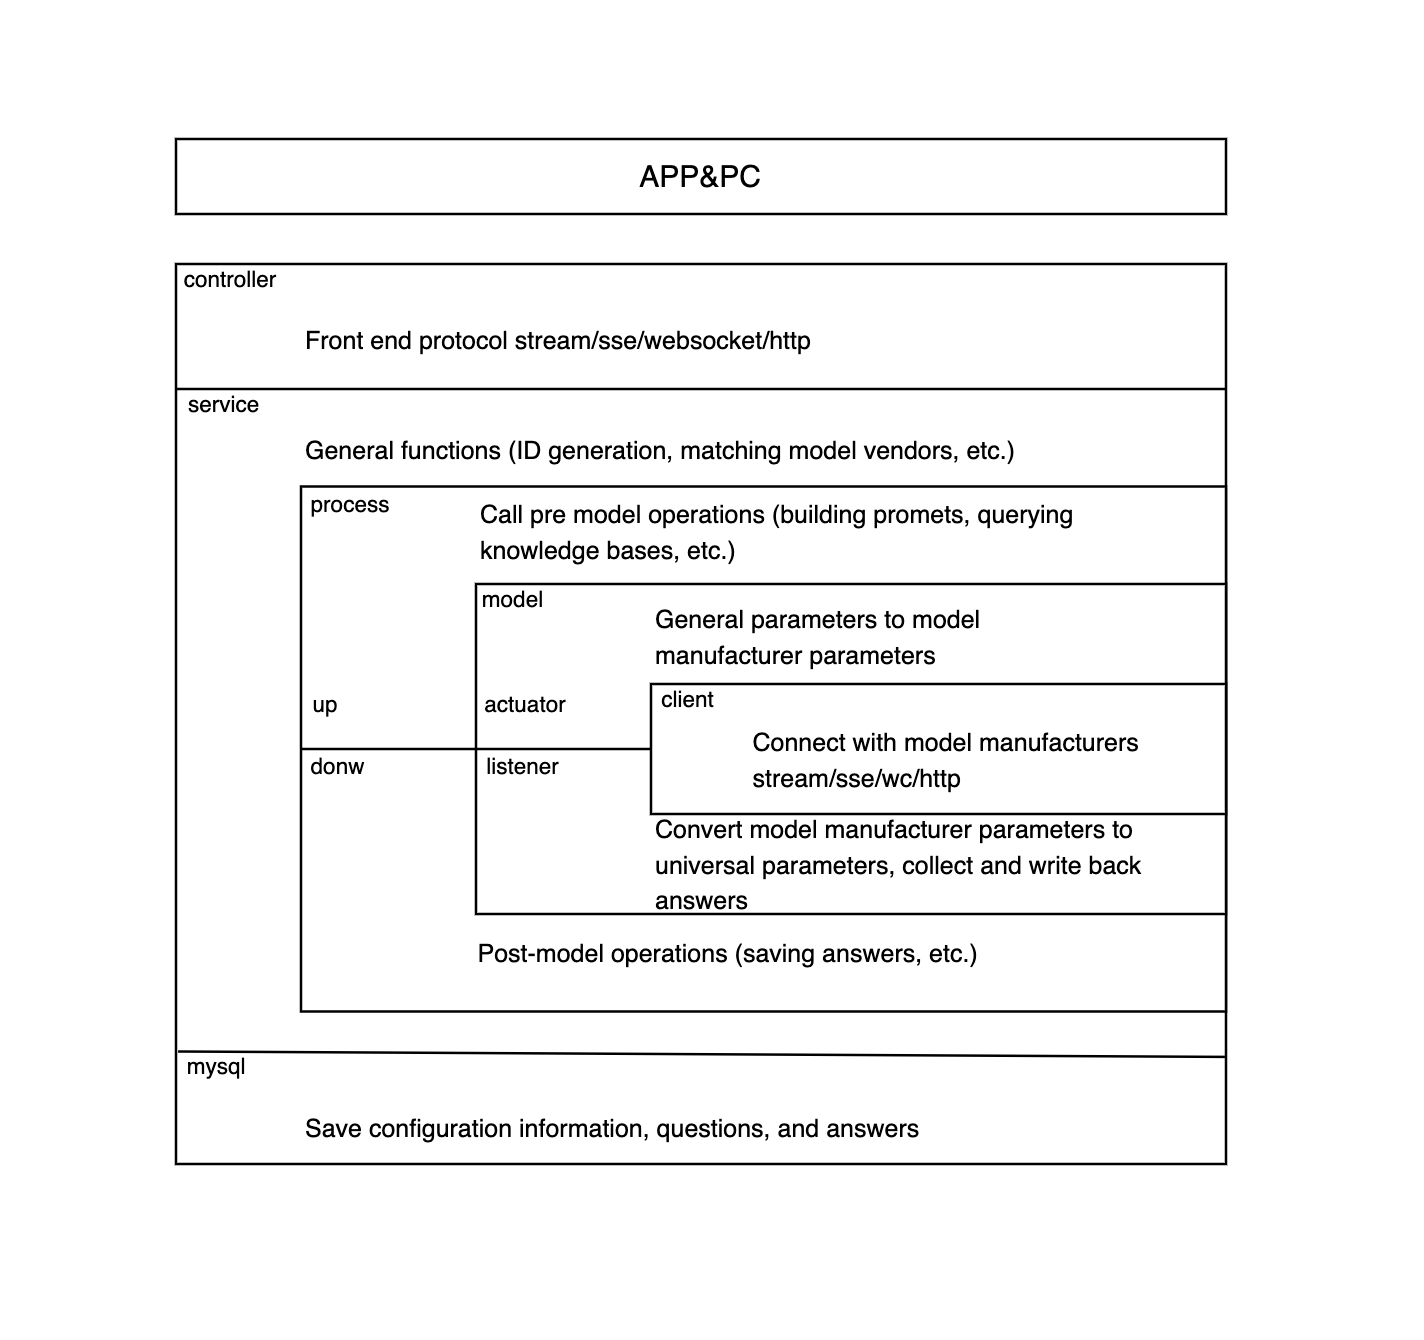 APP&PC
controller
Front end protocol stream/sse/websocket/http
service
General functions (ID generation, matching model vendors, etc.)
process
Call pre model operations (building promets, querying
knowledge bases, etc.)
model
General parameters to model
manufacturer parameters
up
actuator
client
Connect with model manufacturers
stream/sse/wc/http
donw
listener
Convert model manufacturer parameters to
universal parameters, collect and write back
answers
Post-model operations (saving answers, etc.)
mysql
Save configuration information, questions, and answers